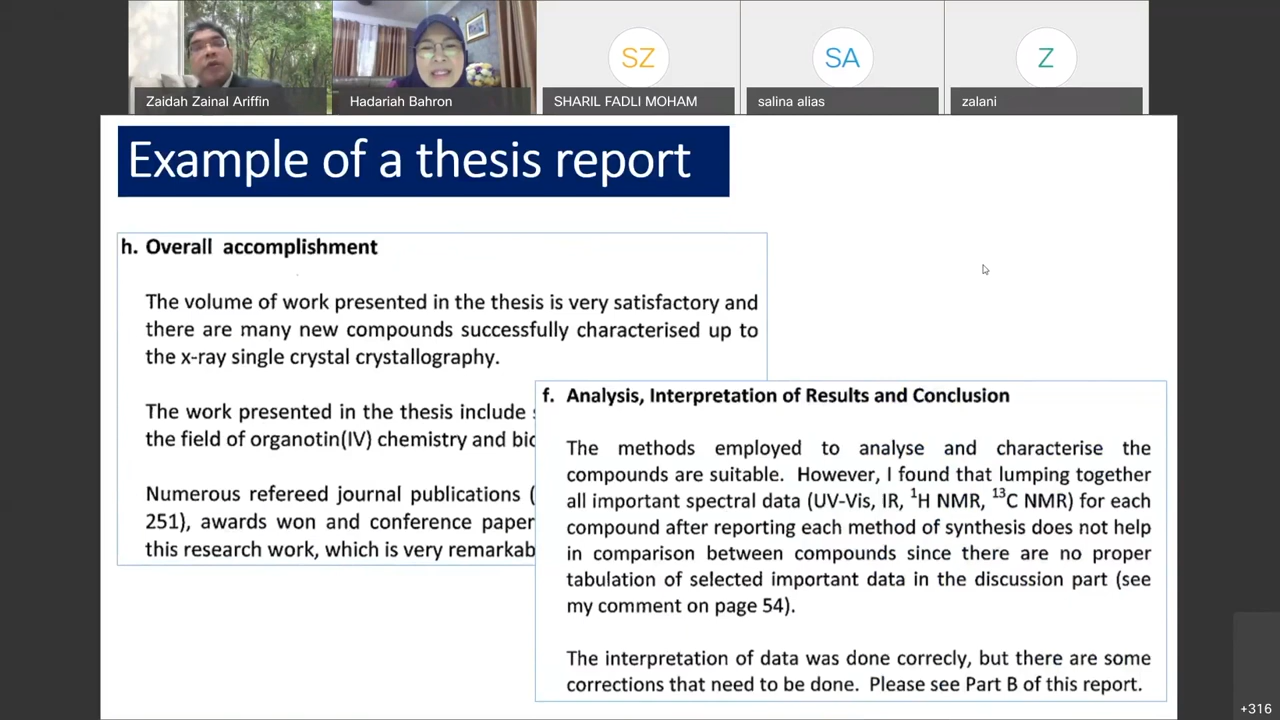 SZ
SA
Z
Zaidah Zainal Ariffin
Hadariah Bahron
SHARIL FADLI MOHAM
salina alias
zalani
Example of a thesis report
h. Overall accomplishment
The volume of work presented in the thesis is very satisfactory and
there are many new compounds successfully characterised up to
the x-ray single crystal crystallography.
The work presented in the thesis include
the field of organotin(IV) chemistry and
Numerous refereed journal publications (
251), awards won and conference paper
this research work, which is very
f. Analysis, Interpretation of Results and Conclusion
The methods employed to analyse and characterise the
compounds are suitable. However, I found that lumping together
all important spectral data (UV-Vis, IR, ¹H NMR, ¹³C NMR) for each
compound after reporting each method of synthesis does not help
in comparison between compounds since there are no proper
tabulation of selected important data in the discussion part (see
my comment on page 54).
The interpretation of data was done correcly, but there are some
corrections that need to be done. Please see Part B of this report.
+316